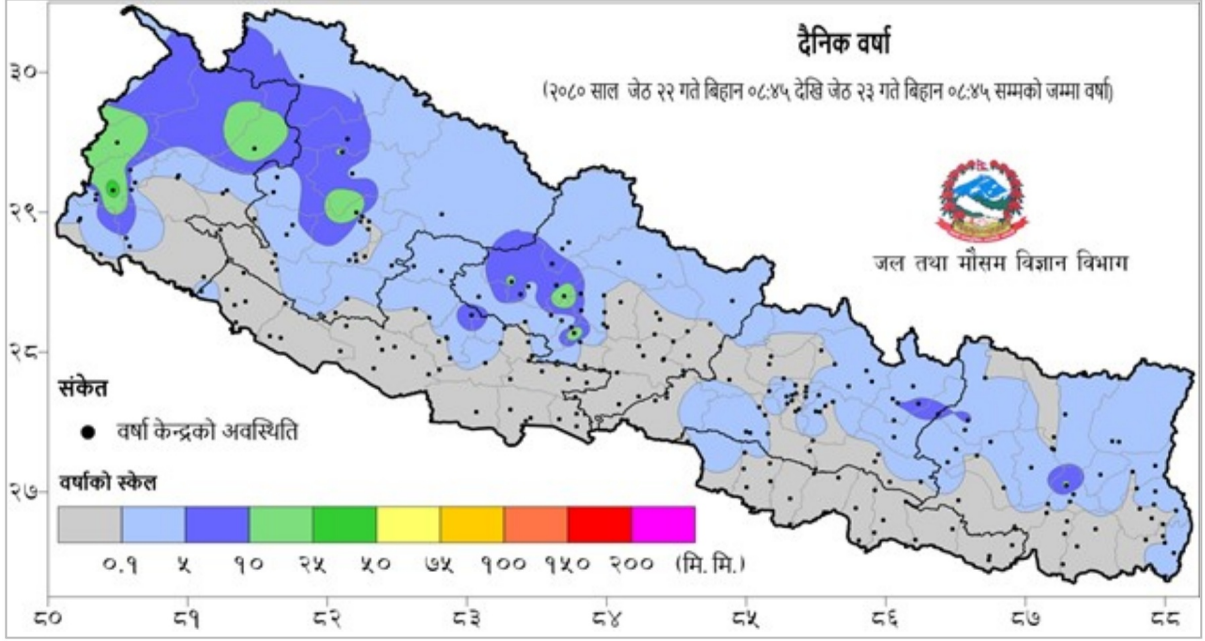 दैनिक वर्षा
(२०८० साल जेठ २२ गते बिहान ०८:४५ देखि जेठ २३ गते बिहान ०८:४५ सम्मको जम्मा वर्षा)
३०
२९
जल तथा मौसम विज्ञान विभाग
२८
संकेत
वर्षा केन्द्रको अवस्थिति
वर्षाको स्केल
२७
०.१ ५ १० २५ ५० ७५ १०० १५० २०० (मि. मि.)
८० ८१ ८२ ८३ ८४ ८५ ८६ ८७ ८८